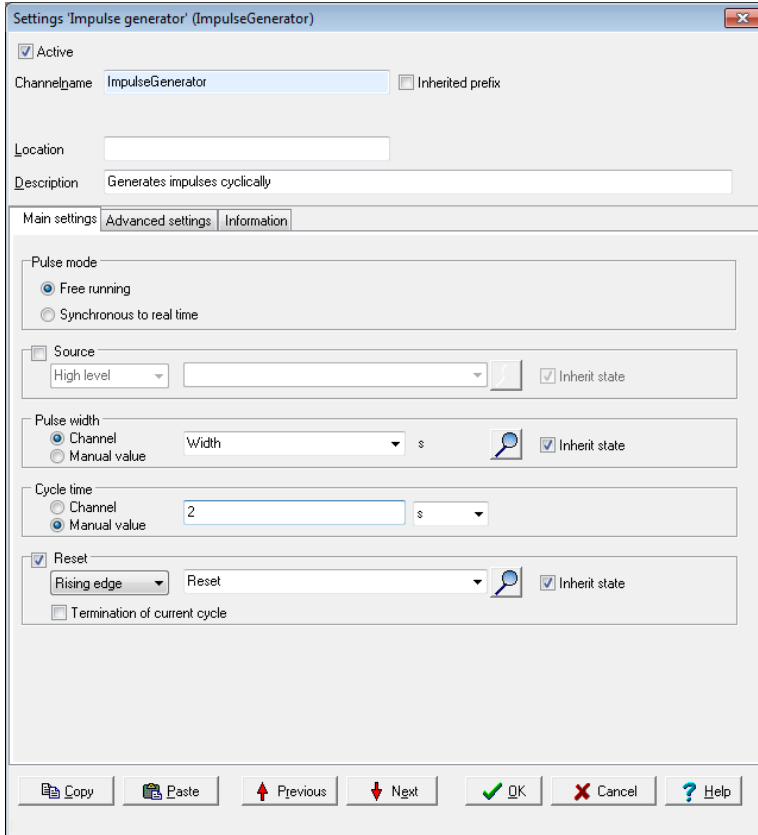 Settings 'Impulse generator' (ImpulseGenerator)
Active
Channelname ImpulseGenerator Inherited prefix
Location
Description Generates impulses cyclically
Main settings Advanced settings Information
Pulse mode
Free running
Synchronous to real time
Source
High level Inherit state
Pulse width
Channel
Width s Inherit state
Manual value
Cycle time
Channel
2 s
Manual value
Reset
Rising edge Reset Inherit state
Termination of current cycle
Copy Paste Previous Next OK Cancel Help